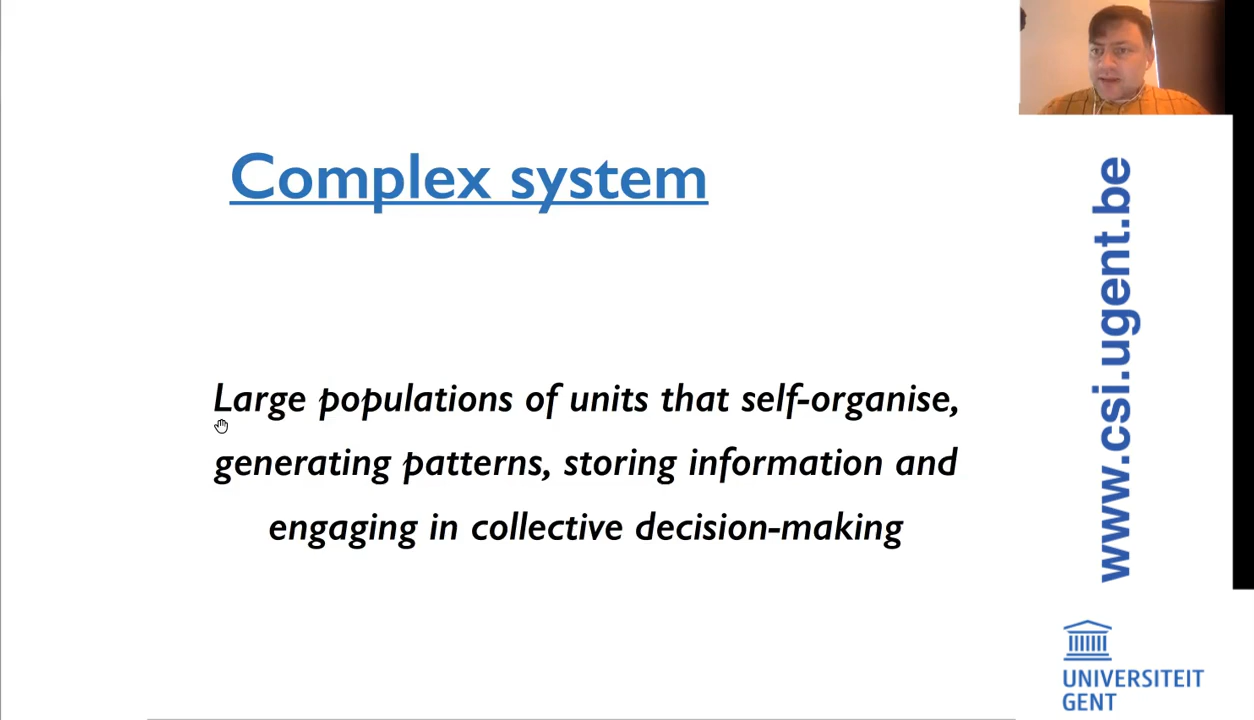 Complex system
Large populations of units that self-organise,
generating patterns, storing information and
engaging in collective decision-making
www.csi.ugent.be
UNIVERSITEIT
GENT